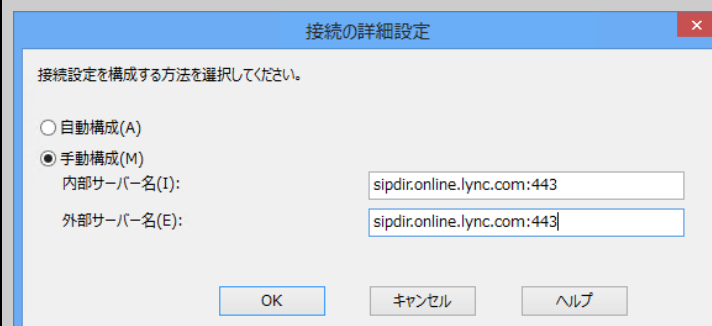 接続の詳細設定
接続設定を構成する方法を選択してください。
自動構成(A)
手動構成(M)
内部サーバー名(I): sipdir.online.lync.com:443
外部サーバー名(E): sipdir.online.lync.com:443
OK キャンセル ヘルプ